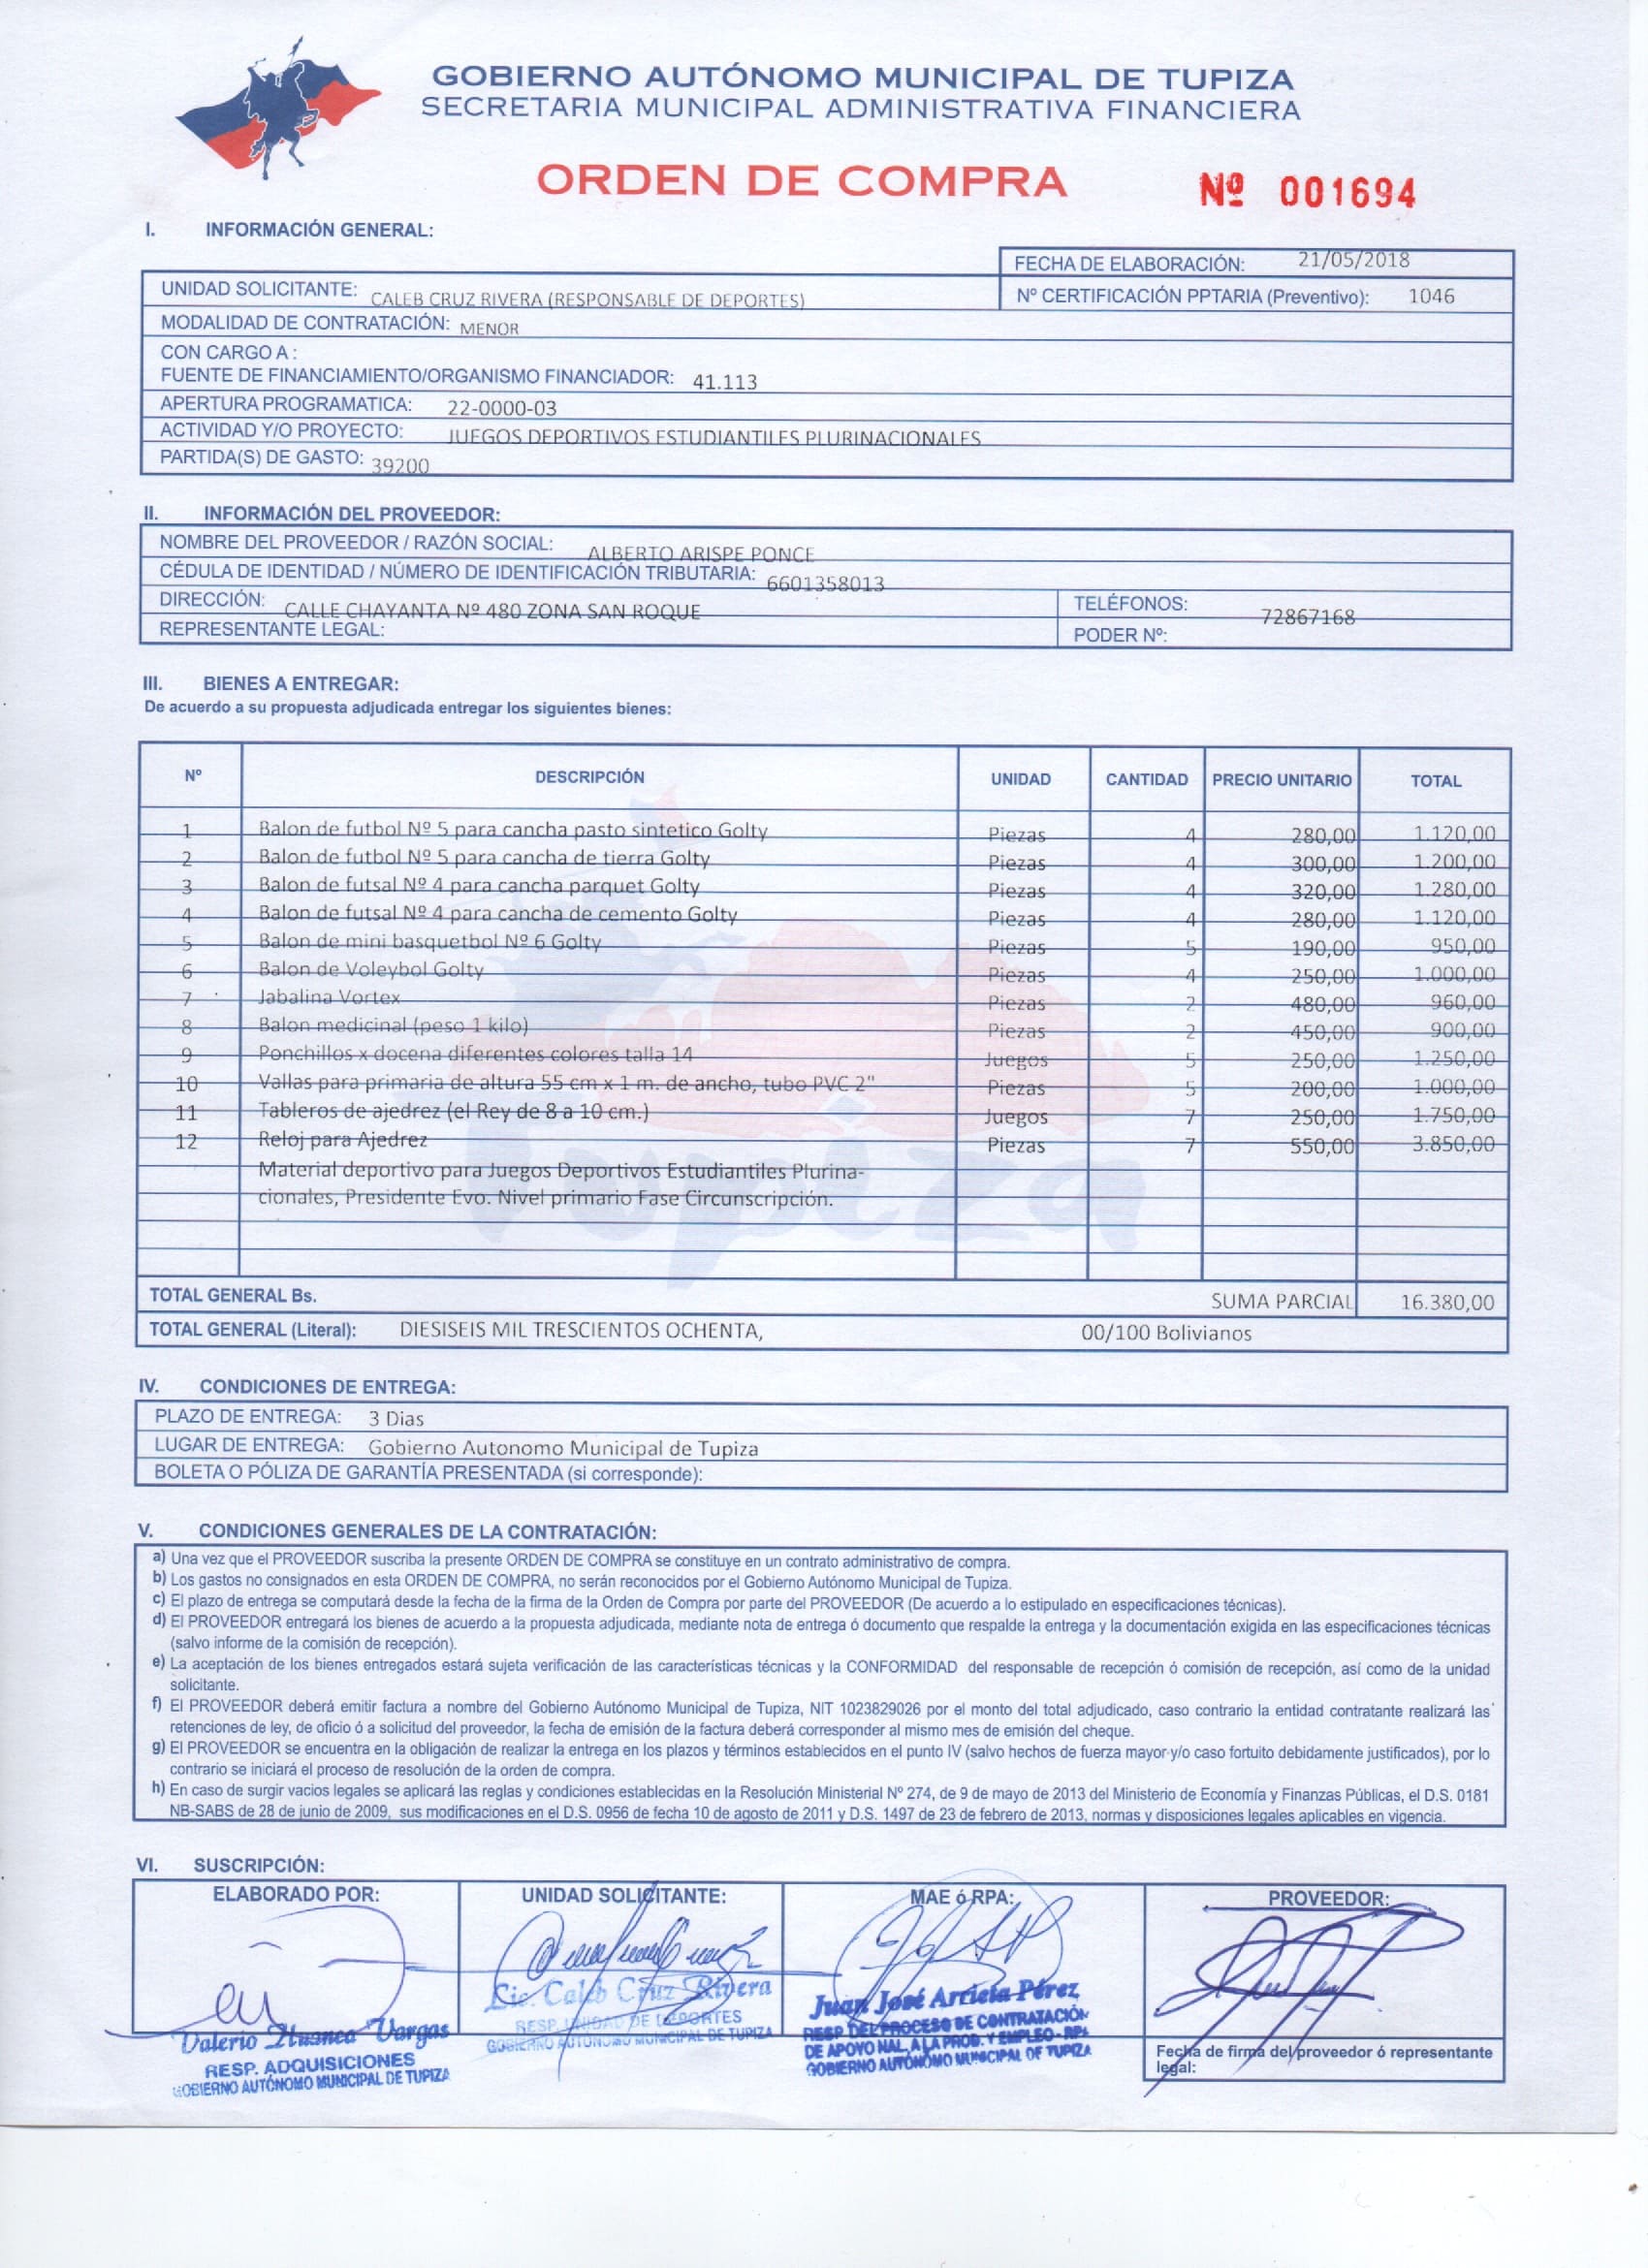 GOBIERNO AUTÓNOMO MUNICIPAL DE TUPIZA
SECRETARIA MUNICIPAL ADMINISTRATIVA FINANCIERA
ORDEN DE COMPRA Nº 001694
I. INFORMACIÓN GENERAL:
FECHA DE ELABORACIÓN: 21/05/2018
UNIDAD SOLICITANTE: CALEB CRUZ RIVERA (RESPONSABLE DE DEPORTES) Nº CERTIFICACIÓN PPTARIA (Preventivo): 1046
MODALIDAD DE CONTRATACIÓN: MENOR
CON CARGO A :
FUENTE DE FINANCIAMIENTO/ORGANISMO FINANCIADOR: 41.113
APERTURA PROGRAMATICA: 22-0000-03
ACTIVIDAD Y/O PROYECTO: JUEGOS DEPORTIVOS ESTUDIANTILES PLURINACIONALES
PARTIDA(S) DE GASTO: 39200
II. INFORMACIÓN DEL PROVEEDOR:
NOMBRE DEL PROVEEDOR / RAZÓN SOCIAL: ALBERTO ARISPE PONCE
CÉDULA DE IDENTIDAD / NÚMERO DE IDENTIFICACIÓN TRIBUTARIA: 6601358013
DIRECCIÓN: CALLE CHAYANTA Nº 480 ZONA SAN ROQUE TELÉFONOS: 72867168
REPRESENTANTE LEGAL: PODER Nº:
III. BIENES A ENTREGAR:
De acuerdo a su propuesta adjudicada entregar los siguientes bienes:
Nº DESCRIPCIÓN UNIDAD CANTIDAD PRECIO UNITARIO TOTAL
1 Balon de futbol Nº 5 para cancha pasto sintetico Golty Piezas 4 280,00 1.120,00
2 Balon de futbol Nº 5 para cancha de tierra Golty Piezas 4 300,00 1.200,00
3 Balon de futsal Nº 4 para cancha parquet Golty Piezas 4 320,00 1.280,00
4 Balon de futsal Nº 4 para cancha de cemento Golty Piezas 4 280,00 1.120,00
5 Balon de mini basquetbol Nº 6 Golty Piezas 5 190,00 950,00
6 Balon de Voleybol Golty Piezas 4 250,00 1.000,00
7 Jabalina Vortex Piezas 2 480,00 960,00
8 Balon medicinal (peso 1 kilo) Piezas 2 450,00 900,00
9 Ponchillos x docena diferentes colores talla 14 Juegos 5 250,00 1.250,00
10 Vallas para primaria de altura 55 cm x 1 m. de ancho, tubo PVC 2" Piezas 5 200,00 1.000,00
11 Tableros de ajedrez (el Rey de 8 a 10 cm.) Juegos 7 250,00 1.750,00
12 Reloj para Ajedrez Piezas 7 550,00 3.850,00
Material deportivo para Juegos Deportivos Estudiantiles Plurina-
cionales, Presidente Evo. Nivel primario Fase Circunscripción.
Tupiza
TOTAL GENERAL Bs. SUMA PARCIAL 16.380,00
TOTAL GENERAL (Literal): DIESISEIS MIL TRESCIENTOS OCHENTA, 00/100 Bolivianos
IV. CONDICIONES DE ENTREGA:
PLAZO DE ENTREGA: 3 Dias
LUGAR DE ENTREGA: Gobierno Autonomo Municipal de Tupiza
BOLETA O PÓLIZA DE GARANTÍA PRESENTADA (si corresponde):
V. CONDICIONES GENERALES DE LA CONTRATACIÓN:
a) Una vez que el PROVEEDOR suscriba la presente ORDEN DE COMPRA se constituye en un contrato administrativo de compra.
b) Los gastos no consignados en esta ORDEN DE COMPRA, no serán reconocidos por el Gobierno Autónomo Municipal de Tupiza.
c) El plazo de entrega se computará desde la fecha de la firma de la Orden de Compra por parte del PROVEEDOR (De acuerdo a lo estipulado en especificaciones técnicas).
d) El PROVEEDOR entregará los bienes de acuerdo a la propuesta adjudicada, mediante nota de entrega ó documento que respalde la entrega y la documentación exigida en las especificaciones técnicas
(salvo informe de la comisión de recepción).
e) La aceptación de los bienes entregados estará sujeta verificación de las características técnicas y la CONFORMIDAD del responsable de recepción ó comisión de recepción, así como de la unidad
solicitante.
f) El PROVEEDOR deberá emitir factura a nombre del Gobierno Autónomo Municipal de Tupiza, NIT 1023829026 por el monto del total adjudicado, caso contrario la entidad contratante realizará las
retenciones de ley, de oficio ó a solicitud del proveedor, la fecha de emisión de la factura deberá corresponder al mismo mes de emisión del cheque.
g) El PROVEEDOR se encuentra en la obligación de realizar la entrega en los plazos y términos establecidos en el punto IV (salvo hechos de fuerza mayor y/o caso fortuito debidamente justificados), por lo
contrario se iniciará el proceso de resolución de la orden de compra.
h) En caso de surgir vacios legales se aplicará las reglas y condiciones establecidas en la Resolución Ministerial Nº 274, de 9 de mayo de 2013 del Ministerio de Economía y Finanzas Públicas, el D.S. 0181
NB-SABS de 28 de junio de 2009, sus modificaciones en el D.S. 0956 de fecha 10 de agosto de 2011 y D.S. 1497 de 23 de febrero de 2013, normas y disposiciones legales aplicables en vigencia.
VI. SUSCRIPCIÓN:
ELABORADO POR: UNIDAD SOLICITANTE: MAE ó RPA: PROVEEDOR:
Valerio Huanca Vargas
RESP. ADQUISICIONES
GOBIERNO AUTÓNOMO MUNICIPAL DE TUPIZA
Lic. Caleb Cruz Rivera
RESP. UNIDAD DE DEPORTES
GOBIERNO AUTÓNOMO MUNICIPAL DE TUPIZA
Juan José Arrieta Pérez
RESP. DEL PROCESO DE CONTRATACIÓN
DE APOYO NAL. A LA PROD. Y EMPLEO - RPA
GOBIERNO AUTÓNOMO MUNICIPAL DE TUPIZA
Fecha de firma del proveedor ó representante
legal: